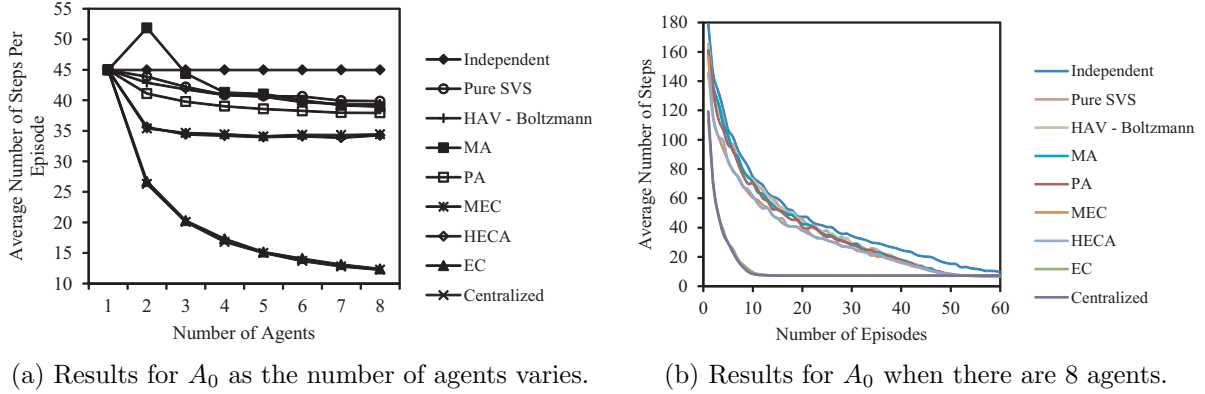 Average Number of Steps Per
Episode
55
50
45
40
35
30
25
20
15
10
1 2 3 4 5 6 7 8
Number of Agents
Independent
Pure SVS
HAV - Boltzmann
MA
PA
MEC
HECA
EC
Centralized
(a) Results for A0 as the number of agents varies.
Average Number of Steps
180
160
140
120
100
80
60
40
20
0
0 10 20 30 40 50 60
Number of Episodes
Independent
Pure SVS
HAV - Boltzmann
MA
PA
MEC
HECA
EC
Centralized
(b) Results for A0 when there are 8 agents.